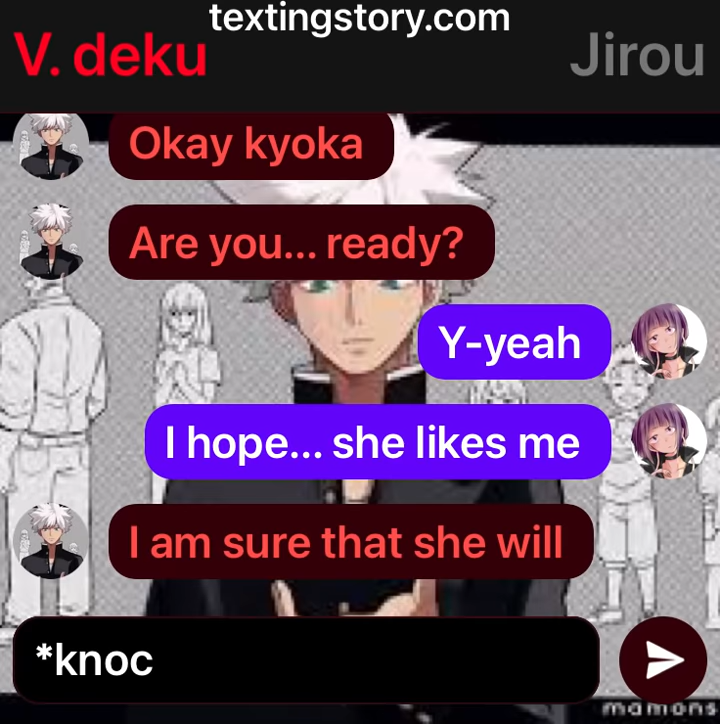 textingstory.com
V. deku
Jirou
Okay kyoka
Are you... ready?
Y-yeah
I hope... she likes me
I am sure that she will
*knoc
mamons